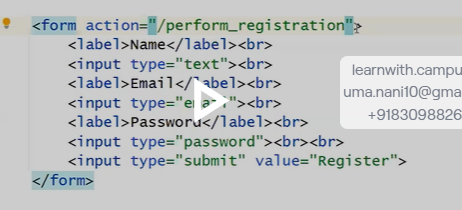 <form action="/perform_registration">
<label>Name</label><br>
<input type="text"><br>
<label>Email</label><br>
<input type="email"><br>
<label>Password</label><br>
<input type="password"><br><br>
<input type="submit" value="Register">
</form>
learnwith.campu
uma.nani10@gma
+9183098826